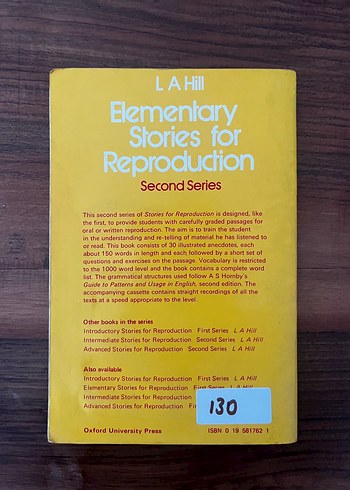 L A Hill
Elementary
Stories for
Reproduction
Second Series
This second series of Stories for Reproduction is designed, like
the first, to provide students with carefully graded passages for
oral or written reproduction. The aim is to train the student
in the understanding and re-telling of material he has listened to
or read. This book consists of 30 illustrated anecdotes, each
about 150 words in length and each followed by a short set of
questions and exercises on the passage. Vocabulary is restricted
to the 1000 word level and the book contains a complete word
list. The grammatical structures used follow A S Hornby's
Guide to Patterns and Usage in English, second edition. The
accompanying cassette contains straight recordings of all the
texts at a speed appropriate to the level.
Other books in the series
Introductory Stories for Reproduction First Series L A Hill
Intermediate Stories for Reproduction Second Series L A Hill
Advanced Stories for Reproduction Second Series L A Hill
Also available
Introductory Stories for Reproduction First Series L A Hill
Elementary Stories for Reproduction First Series L A Hill
Intermediate Stories for Reproduction
Advanced Stories for Reproduction
130
Oxford University Press ISBN 0 19 581762 1